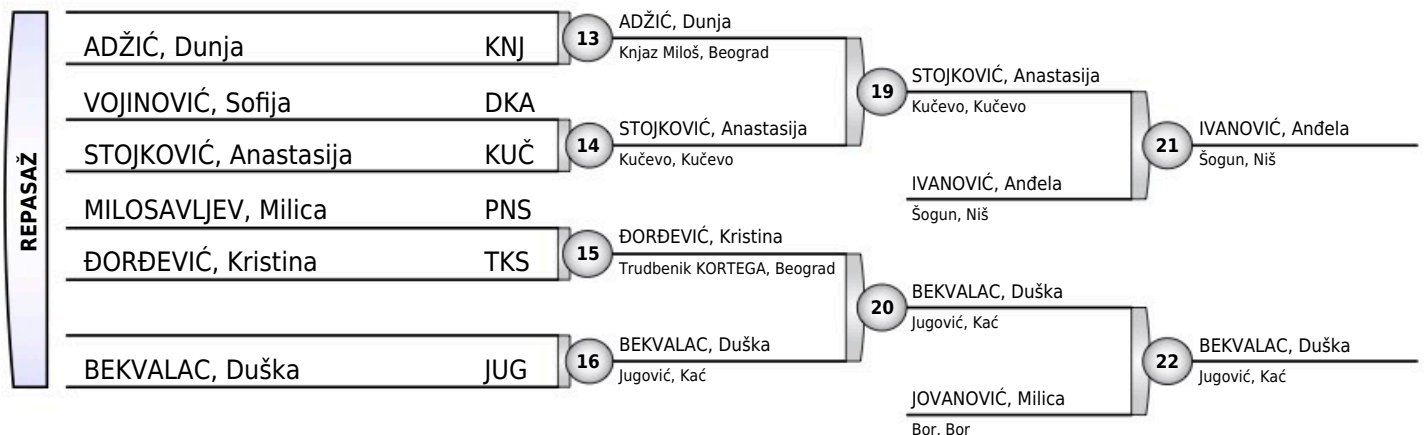 REPASAŽ
ADŽIĆ, Dunja KNJ
VOJINOVIĆ, Sofija DKA
STOJKOVIĆ, Anastasija KUČ
MILOSAVLJEV, Milica PNS
ĐORĐEVIĆ, Kristina TKS
BEKVALAC, Duška JUG
13
ADŽIĆ, Dunja
Knjaz Miloš, Beograd
14
STOJKOVIĆ, Anastasija
Kučevo, Kučevo
15
ĐORĐEVIĆ, Kristina
Trudbenik KORTEGA, Beograd
16
BEKVALAC, Duška
Jugović, Kać
19
STOJKOVIĆ, Anastasija
Kučevo, Kučevo
IVANOVIĆ, Anđela
Šogun, Niš
20
BEKVALAC, Duška
Jugović, Kać
JOVANOVIĆ, Milica
Bor, Bor
21
IVANOVIĆ, Anđela
Šogun, Niš
22
BEKVALAC, Duška
Jugović, Kać